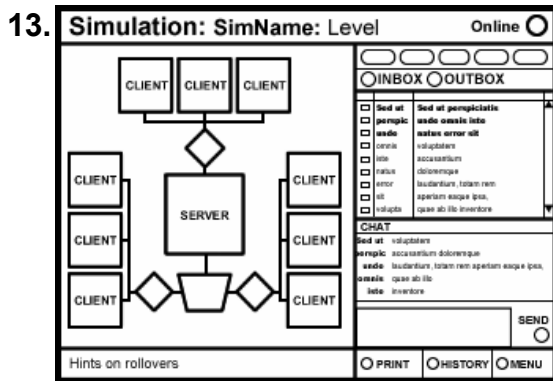 13.
Simulation: SimName: Level
Online
CLIENT CLIENT CLIENT
CLIENT
CLIENT
CLIENT
SERVER
CLIENT
CLIENT
CLIENT
Hints on rollovers
INBOX OUTBOX
Sed ut Sed ut perspiciatis
perspic unde omnis iste
unde natus error sit
omnis voluptatem
iste accusantium
natus doloremque
error laudantium, totam rem
sit aperiam eaque ipsa,
volupta quae ab illo inventore
CHAT
Sed ut voluptatem
perspic accusantium doloremque
unde laudantium, totam rem aperiam eaque ipsa,
omnis quae ab illo
iste inventore
SEND
PRINT HISTORY MENU